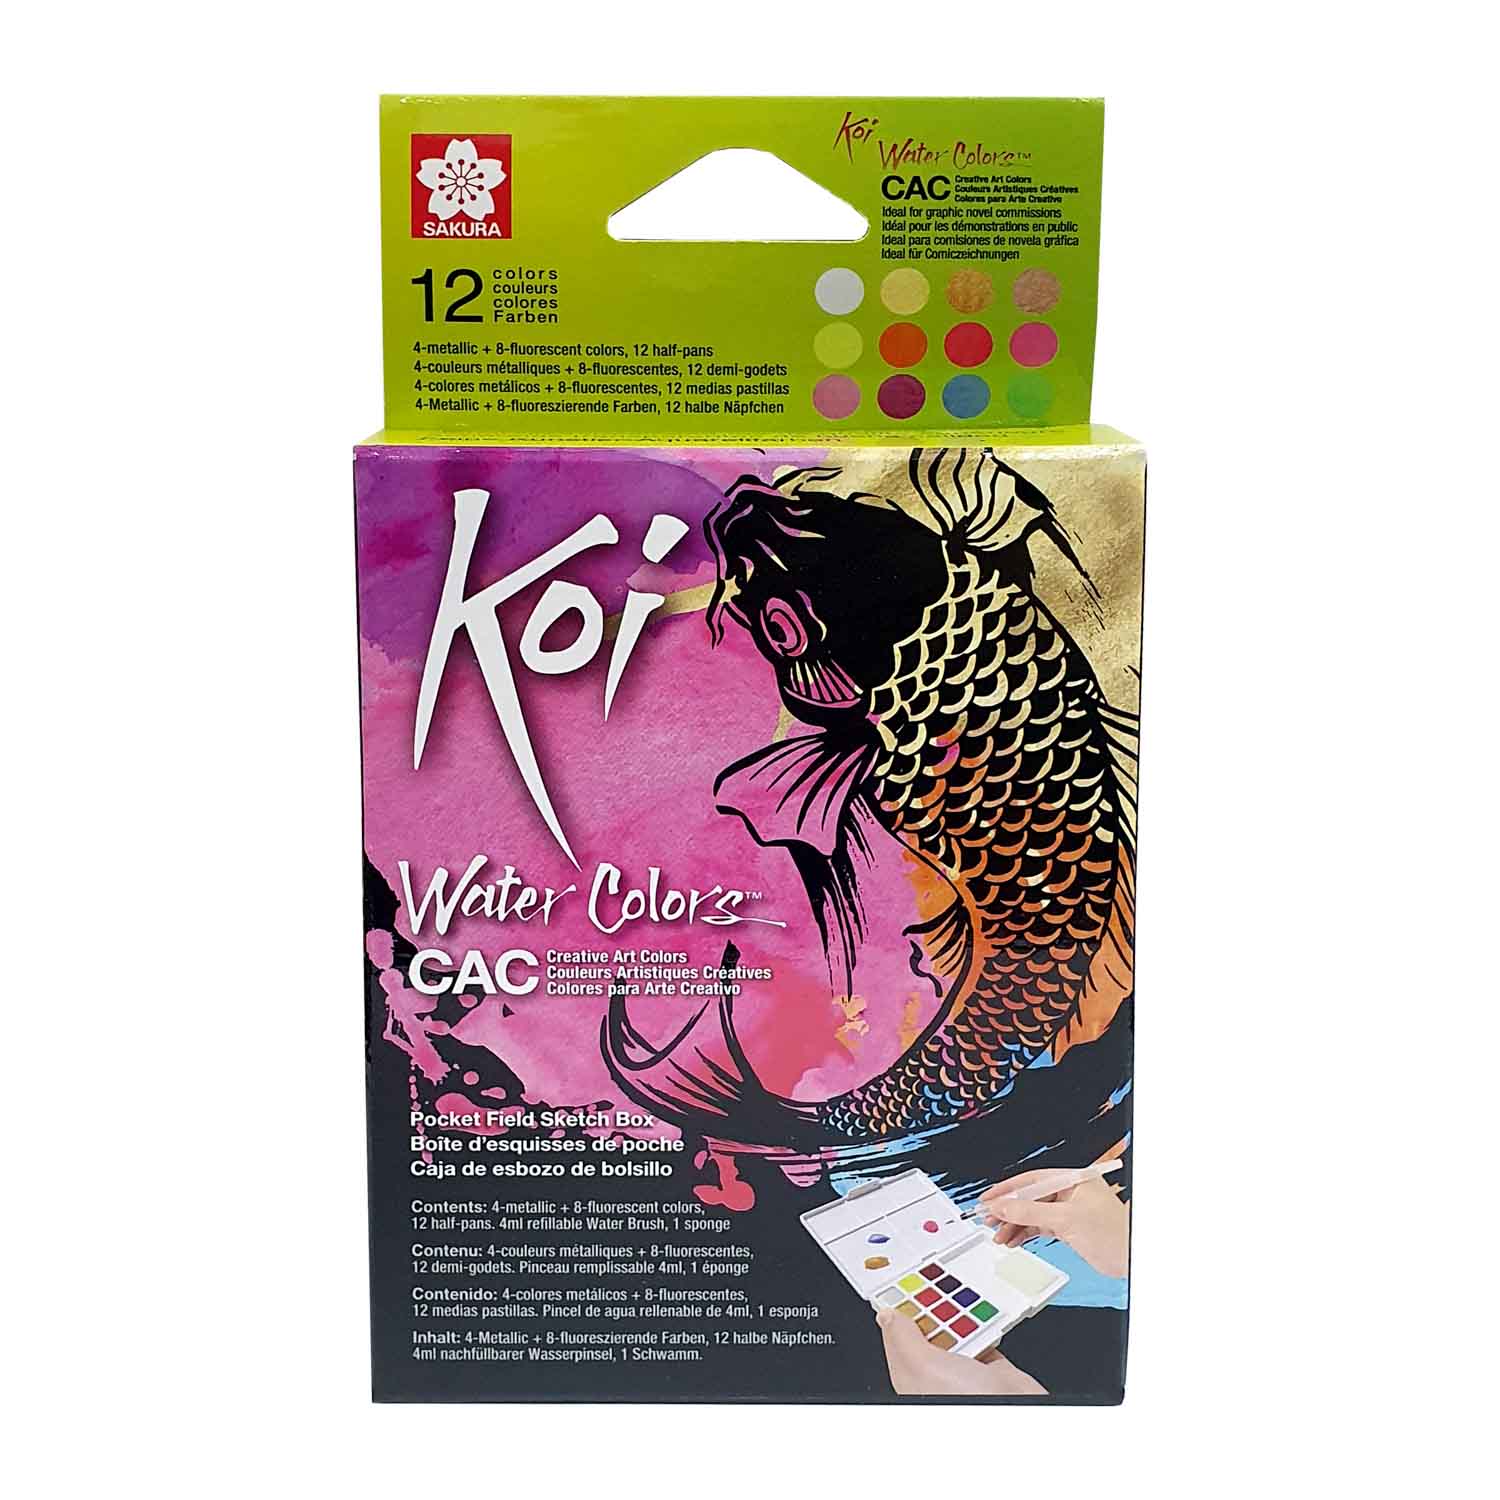 SAKURA
12 colors
couleurs
colores
Farben
4-metallic + 8-fluorescent colors, 12 half-pans
4-couleurs métalliques + 8-fluorescentes, 12 demi-godets
4-colores metálicos + 8-fluorescentes, 12 medias pastillas
4-Metallic + 8-fluoreszierende Farben, 12 halbe Näpfchen
Koi
Water Colors™
CAC Creative Art Colors
Couleurs Artistiques Créatives
Colores para Arte Creativo
Ideal for graphic novel commissions
Idéal pour les démonstrations en public
Ideal para comisiones de novela gráfica
Ideal für Comiczeichnungen
Koi
Water Colors™
CAC Creative Art Colors
Couleurs Artistiques Créatives
Colores para Arte Creativo
Pocket Field Sketch Box
Boîte d'esquisses de poche
Caja de esbozo de bolsillo
Contents: 4-metallic + 8-fluorescent colors,
12 half-pans. 4ml refillable Water Brush, 1 sponge
Contenu: 4-couleurs métalliques + 8-fluorescentes,
12 demi-godets. Pinceau remplissable 4ml, 1 éponge
Contenido: 4-colores metálicos + 8-fluorescentes,
12 medias pastillas. Pincel de agua rellenable de 4ml, 1 esponja
Inhalt: 4-Metallic + 8-fluoreszierende Farben, 12 halbe Näpfchen.
4ml nachfüllbarer Wasserpinsel, 1 Schwamm.